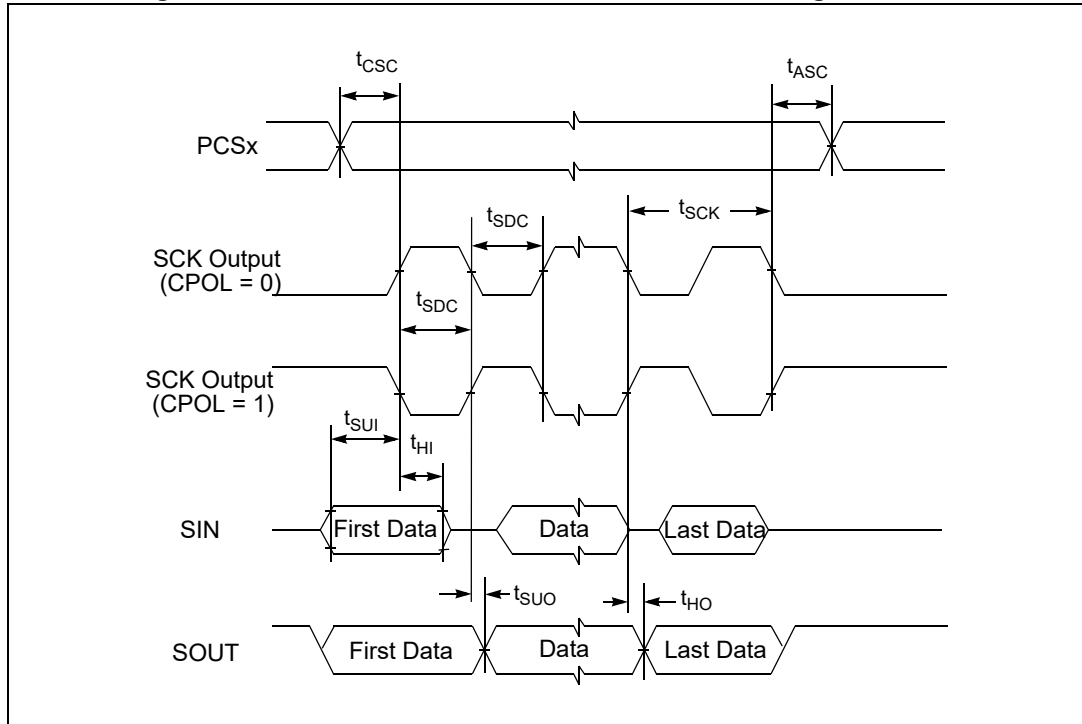 tCSC
tASC
PCSx
tSCK
tSDC
SCK Output
(CPOL = 0)
tSDC
SCK Output
(CPOL = 1)
tSUI
tHI
SIN
First Data
Data
Last Data
tSUO
tHO
SOUT
First Data
Data
Last Data